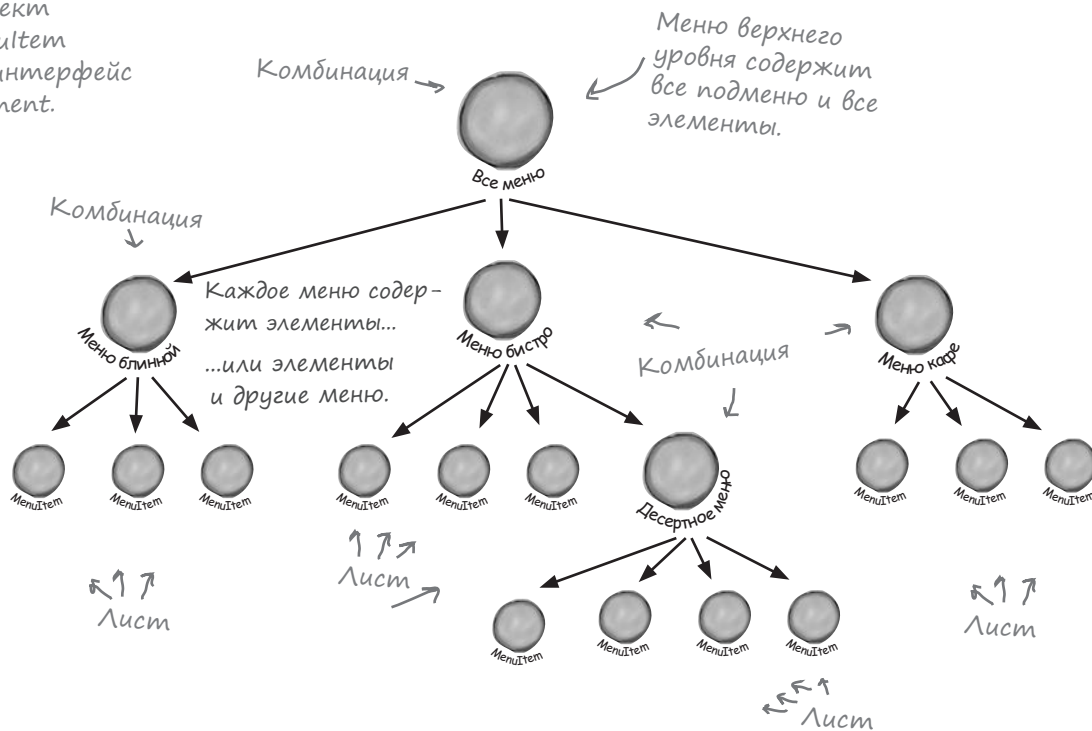 Меню верхнего
уровня содержит
все подменю и все
элементы.
Комбинация
Все меню
Комбинация
Каждое меню содер-
жит элементы...
...или элементы
и другие меню.
Меню блинной
Меню бистро
Комбинация
Меню кафе
MenuItem
MenuItem
MenuItem
MenuItem
MenuItem
MenuItem
Десертное меню
MenuItem
MenuItem
MenuItem
Лист
Лист
Лист
MenuItem
MenuItem
MenuItem
MenuItem
Лист